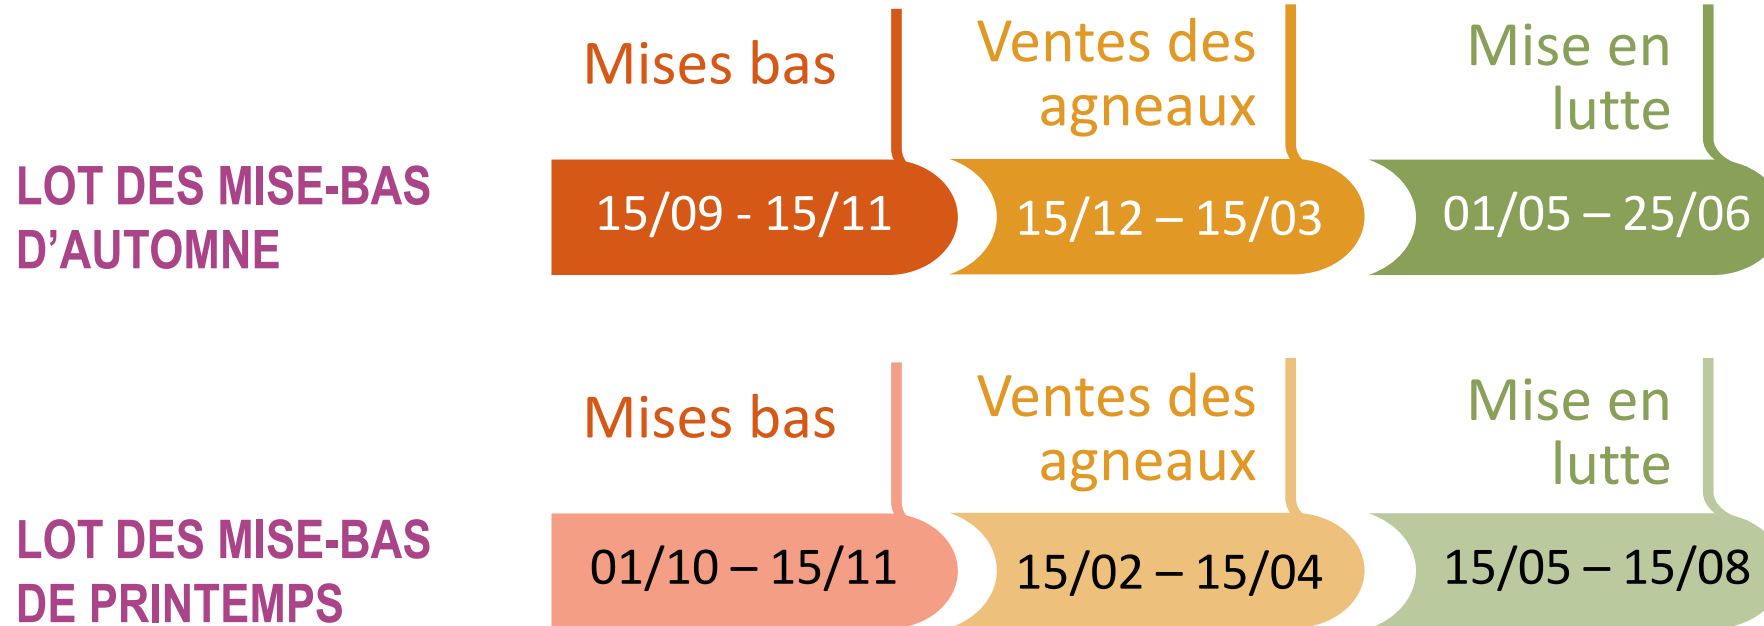 Mises bas
Ventes des
agneaux
Mise en
lutte
LOT DES MISE-BAS
D’AUTOMNE
15/09 - 15/11
15/12 – 15/03
01/05 – 25/06
Mises bas
Ventes des
agneaux
Mise en
lutte
LOT DES MISE-BAS
DE PRINTEMPS
01/10 – 15/11
15/02 – 15/04
15/05 – 15/08